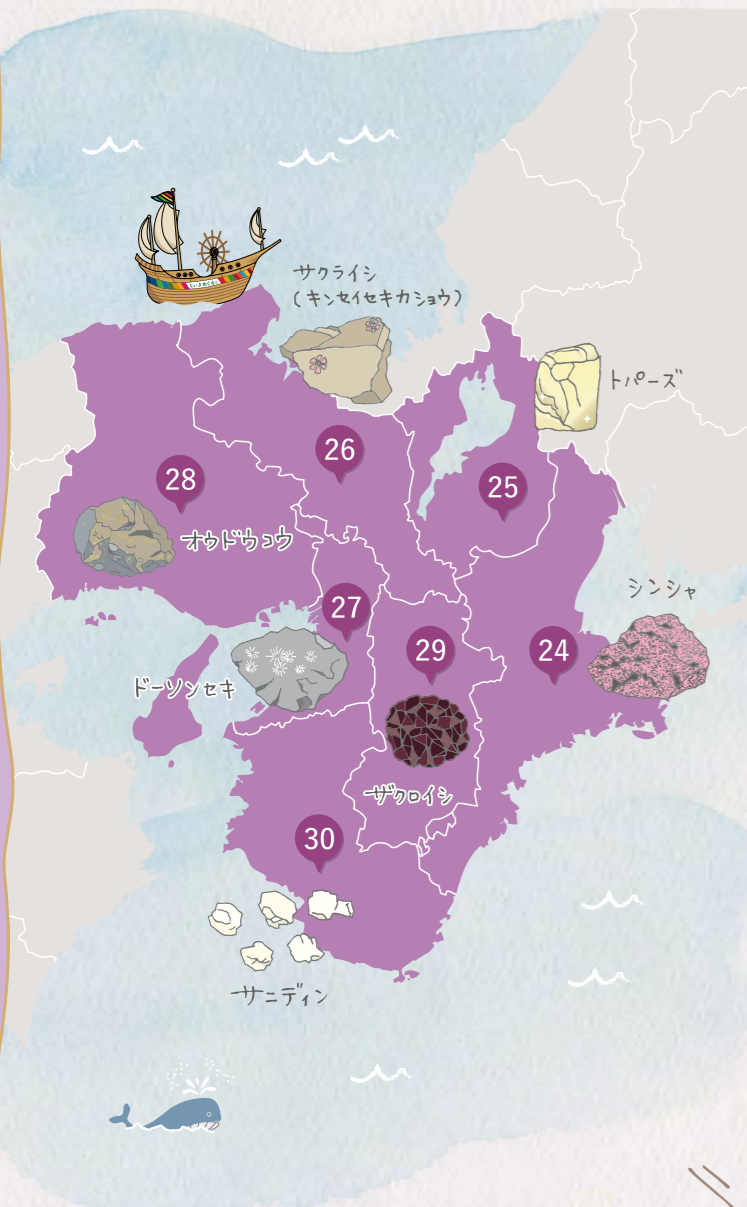 サクライシ
(キンセイセキカショウ)
トパーズ
26
28
25
オウドウコウ
27
シンシャ
29
24
ドーソンセキ
ザクロイシ
30
サニディン